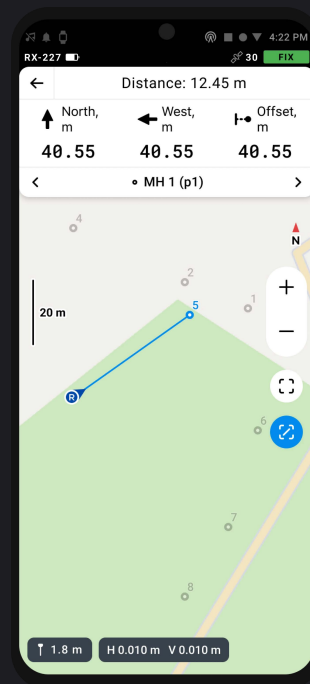 4:22 PM
RX-227
30
FIX
Distance: 12.45 m
North,
m
West,
m
Offset,
m
40.55
40.55
40.55
MH 1 (p1)
4
N
2
5
1
20 m
+
−
R
6
7
8
1.8 m
H 0.010 m V 0.010 m